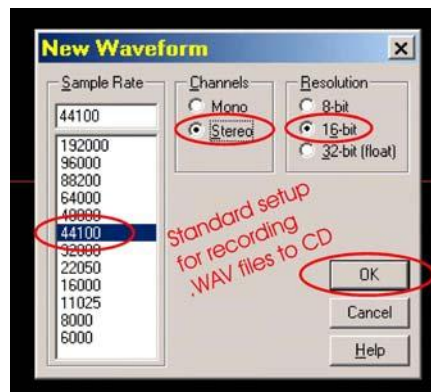 New Waveform
Sample Rate
44100
192000
96000
88200
64000
48000
44100
32000
22050
16000
11025
8000
6000
Channels
Mono
Stereo
Resolution
8-bit
16-bit
32-bit (float)
Standard setup
for recording
.WAV files to CD
OK
Cancel
Help